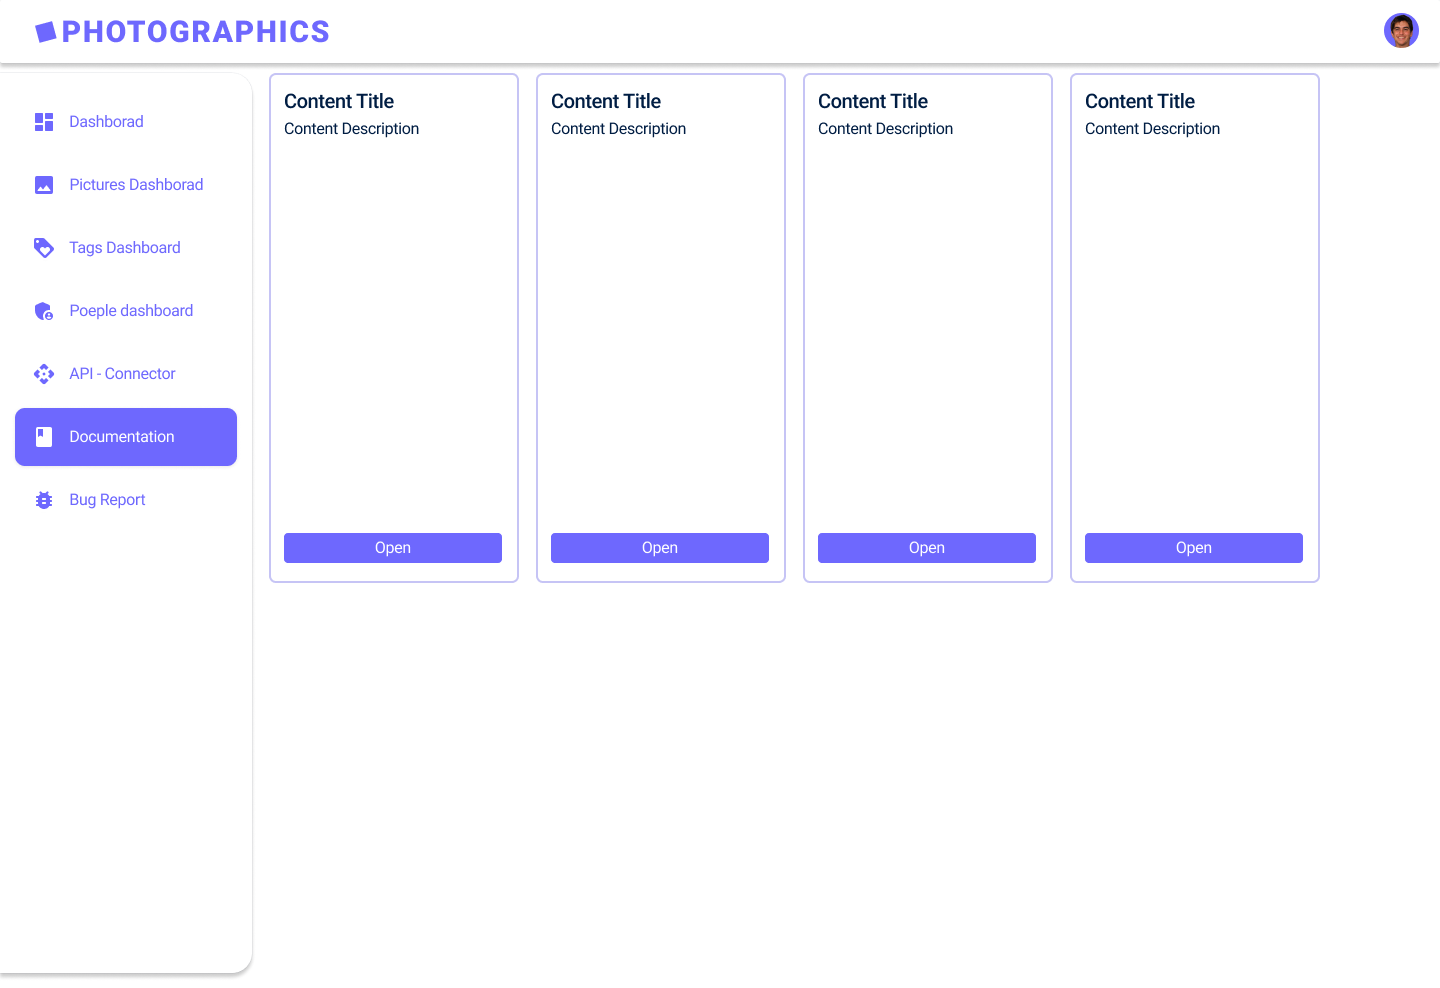 PHOTOGRAPHICS
Dashborad
Pictures Dashborad
Tags Dashboard
Poeple dashboard
API - Connector
Documentation
Bug Report
Content Title
Content Description
Open
Content Title
Content Description
Open
Content Title
Content Description
Open
Content Title
Content Description
Open